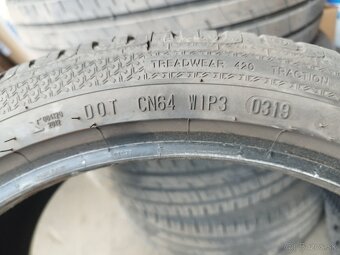 TREADWEAR 420 TRACTION
DOT CN64 W1P3 0319